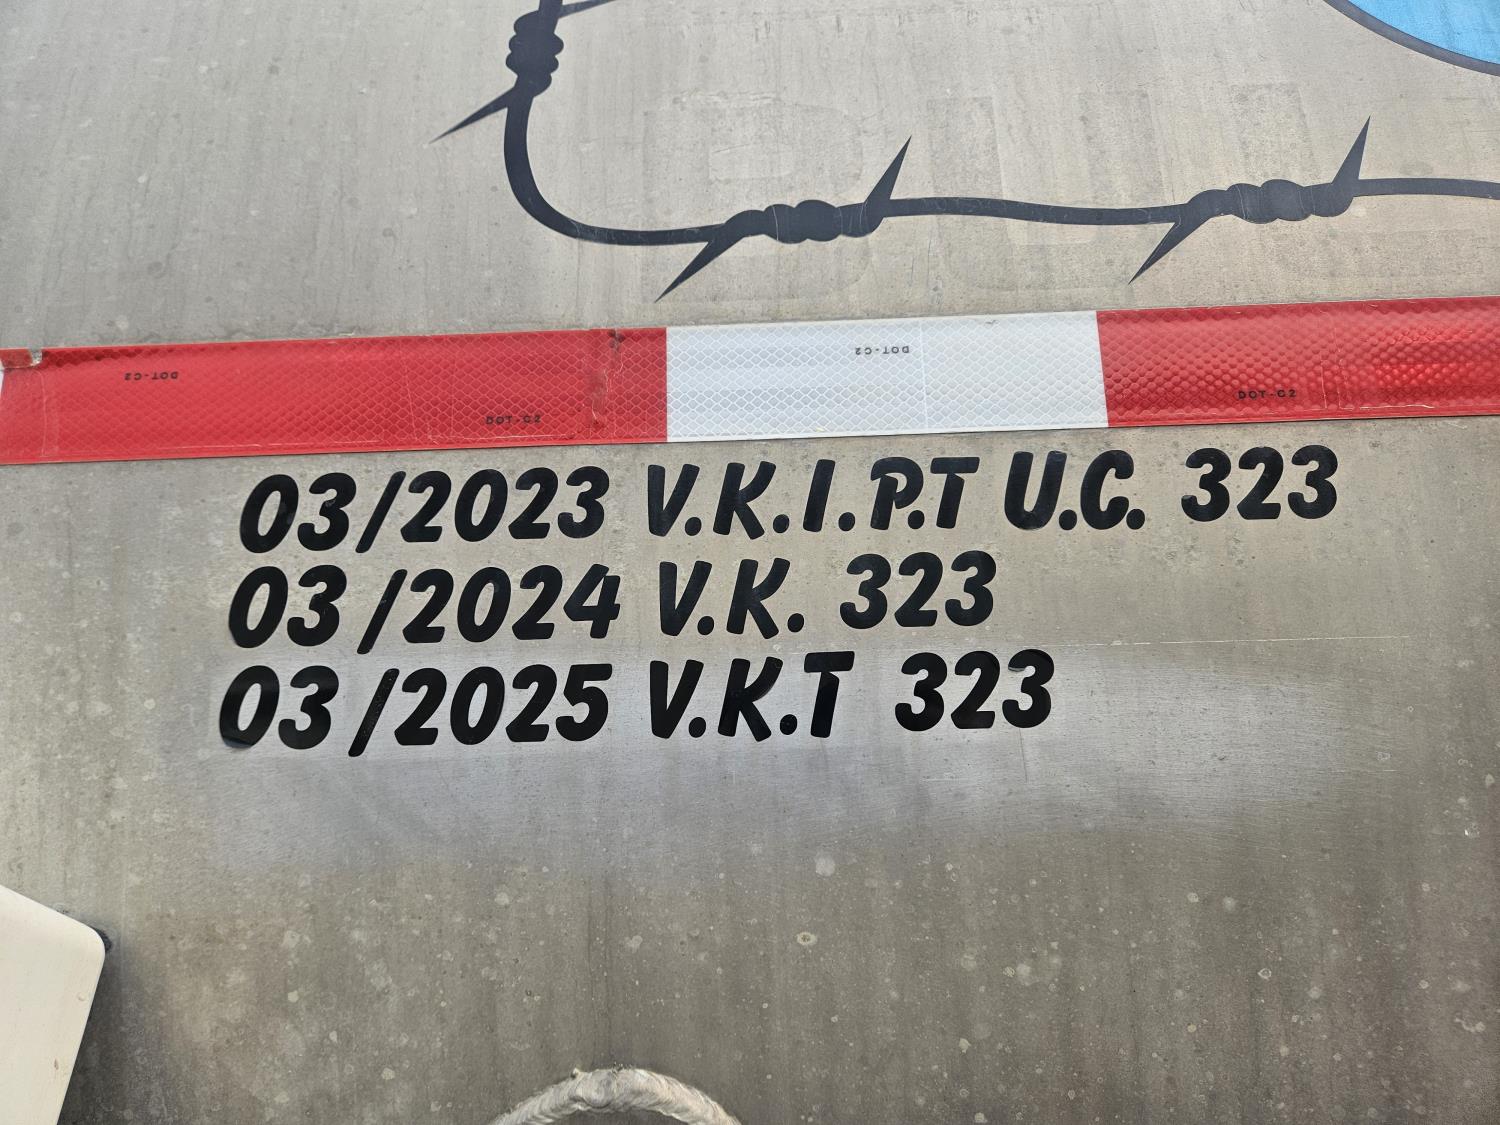 DOT-C2
DOT-C2
DOT-C2
DOT-C2
03/2023 V.K.I.P.T U.C. 323
03/2024 V.K. 323
03/2025 V.K.T 323